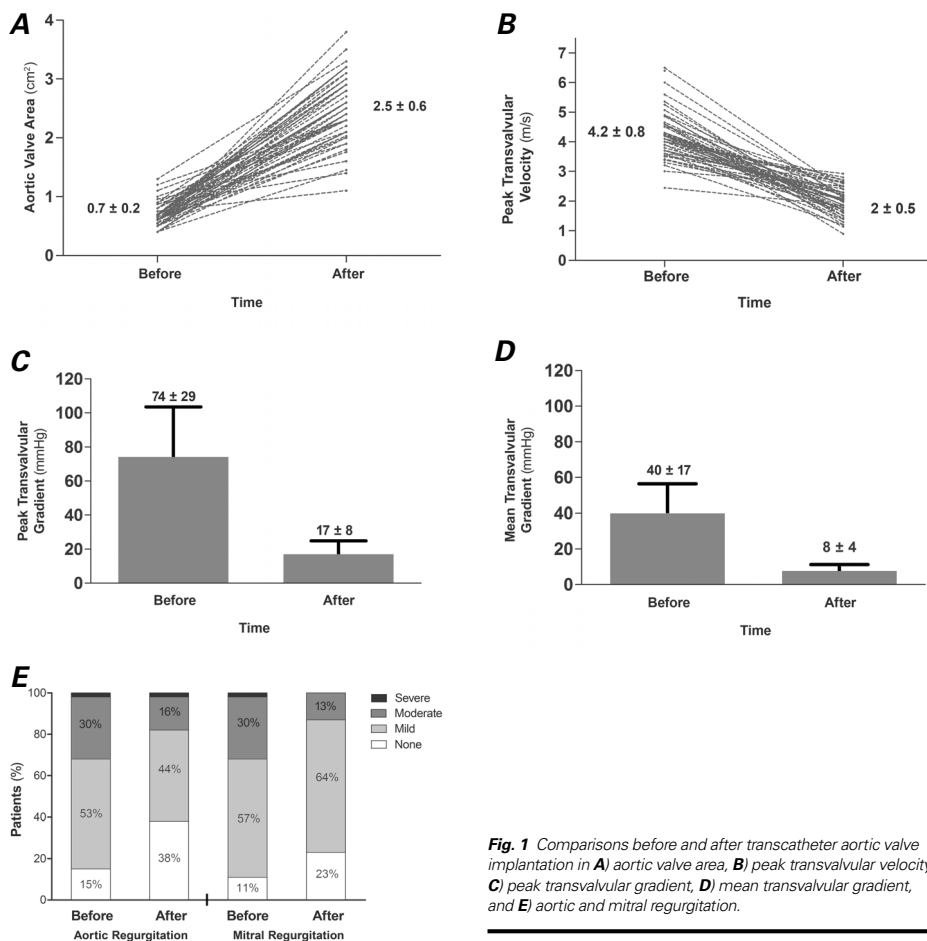 A
Aortic Valve Area (cm²)
4
3
2
1
0
0.7 ± 0.2
2.5 ± 0.6
Before
After
Time
B
Peak Transvalvular
Velocity (m/s)
7
6
5
4
3
2
1
0
4.2 ± 0.8
2 ± 0.5
Before
After
Time
C
Peak Transvalvular
Gradient (mmHg)
120
100
80
60
40
20
0
74 ± 29
17 ± 8
Before
After
Time
D
Mean Transvalvular
Gradient (mmHg)
120
100
80
60
40
20
0
40 ± 17
8 ± 4
Before
After
Time
E
Patients (%)
100
80
60
40
20
0
30%
53%
15%
16%
44%
38%
30%
57%
11%
13%
64%
23%
Severe
Moderate
Mild
None
Before
After
Before
After
Aortic Regurgitation
Mitral Regurgitation
Fig. 1 Comparisons before and after transcatheter aortic valve
implantation in A) aortic valve area, B) peak transvalvular velocity
C) peak transvalvular gradient, D) mean transvalvular gradient,
and E) aortic and mitral regurgitation.